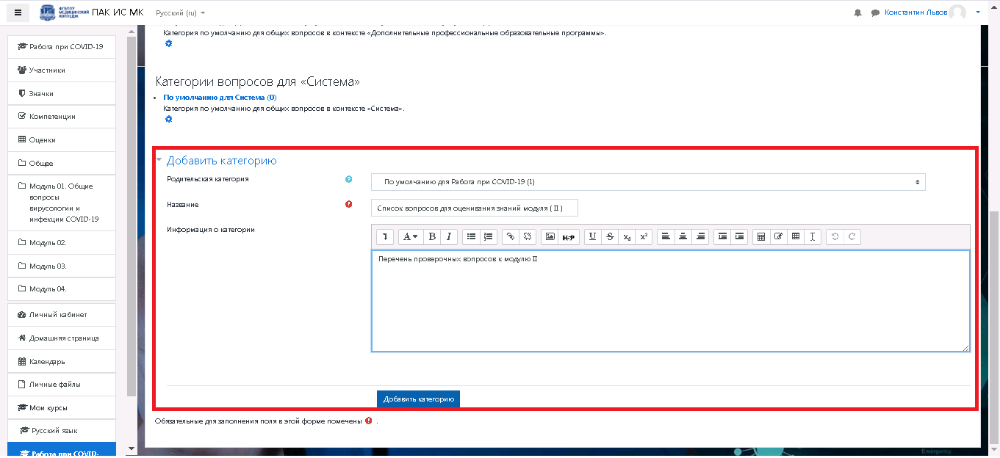 ФГБПОУ
МЕДИЦИНСКИЙ
КОЛЛЕДЖ
ПАК ИС МК
Русский (ru)
Константин Львов
Работа при COVID-19
Участники
Значки
Компетенции
Оценки
Общее
Модуль 01. Общие
вопросы
вирусологии и
инфекции COVID-19
Модуль 02.
Модуль 03.
Модуль 04.
Личный кабинет
Домашняя страница
Календарь
Личные файлы
Мои курсы
Русский язык
Работа при COVID-
Категория по умолчанию для общих вопросов в контексте «Дополнительные профессиональные образовательные программы».
Категории вопросов для «Система»
• По умолчанию для Система (0)
Категория по умолчанию для общих вопросов в контексте «Система».
Добавить категорию
Родительская категория
По умолчанию для Работа при COVID-19 (1)
Название
Список вопросов для оценивания знаний модуля ( II )
Информация о категории
A B I H-P U S x₂ x²
Перечень проверочных вопросов к модулю II
Добавить категорию
Обязательные для заполнения поля в этой форме помечены .
Emergency